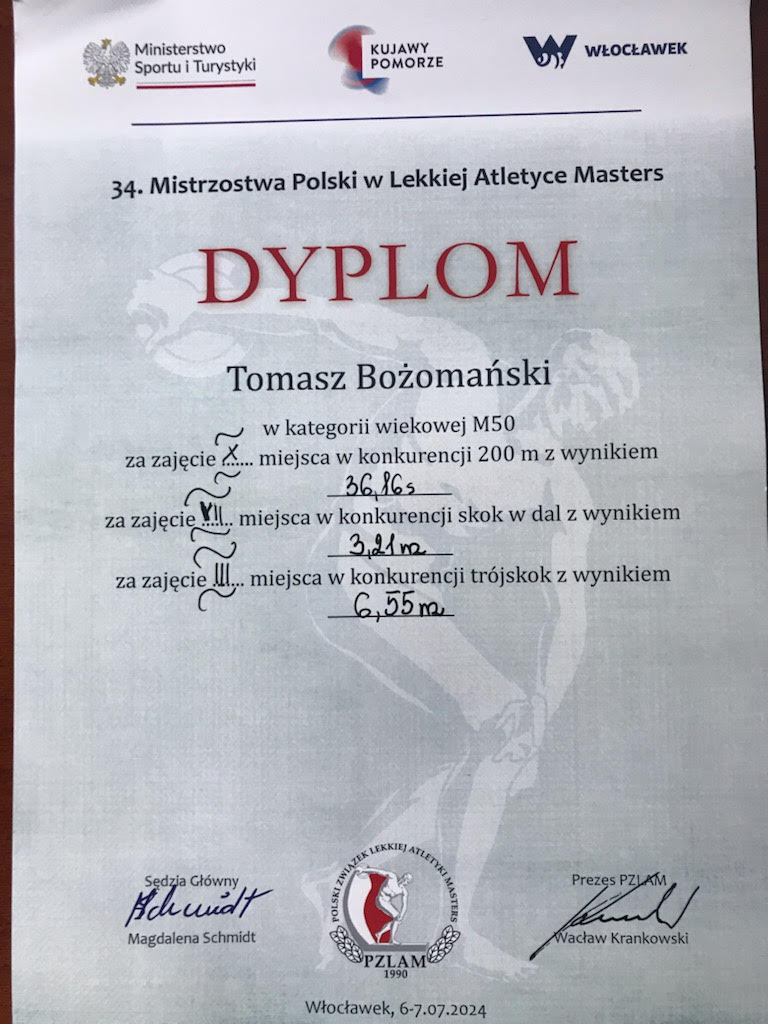 Ministerstwo
Sportu i Turystyki
KUJAWY
POMORZE
WŁOCŁAWEK
34. Mistrzostwa Polski w Lekkiej Atletyce Masters
DYPLOM
Tomasz Bożomański
w kategorii wiekowej M50
za zajęcie X miejsca w konkurencji 200 m z wynikiem
36,16s
za zajęcie VII miejsca w konkurencji skok w dal z wynikiem
3,21m
za zajęcie III miejsca w konkurencji trójskok z wynikiem
6,55m
Sędzia Główny
Schmidt
Magdalena Schmidt
POLSKI ZWIĄZEK LEKKIEJ ATLETYKI MASTERS
PZLAM
1990
Prezes PZLAM
Wacław Krankowski
Włocławek, 6-7.07.2024